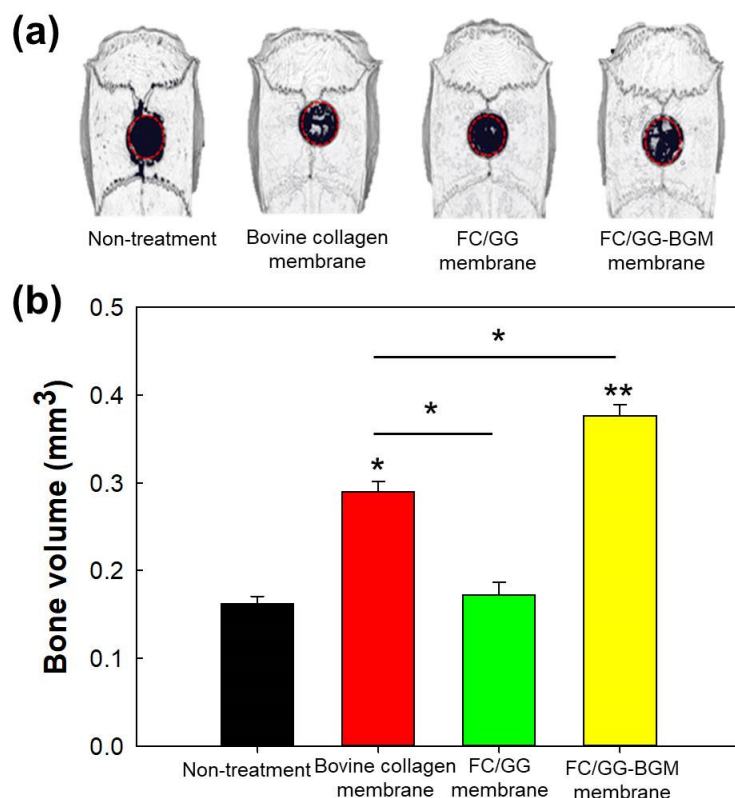 (a)
Non-treatment
Bovine collagen
membrane
FC/GG
membrane
FC/GG-BGM
membrane
(b)
Bone volume (mm³)
0.5
0.4
0.3
0.2
0.1
0.0
*
*
**
*
Non-treatment
Bovine collagen
membrane
FC/GG
membrane
FC/GG-BGM
membrane